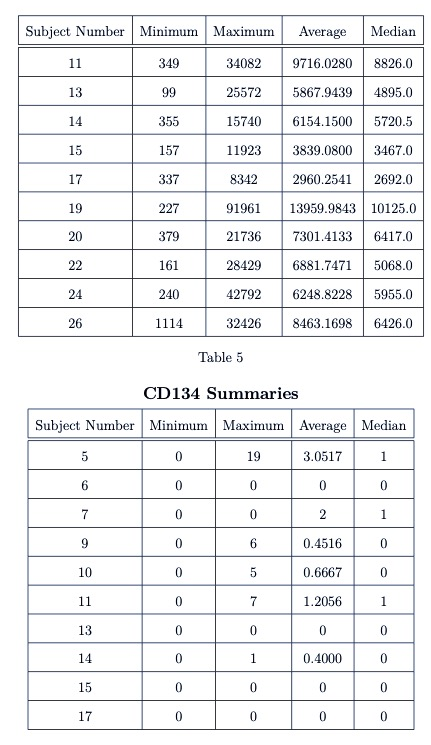 Subject Number Minimum Maximum Average Median
11 349 34082 9716.0280 8826.0
13 99 25572 5867.9439 4895.0
14 355 15740 6154.1500 5720.5
15 157 11923 3839.0800 3467.0
17 337 8342 2960.2541 2692.0
19 227 91961 13959.9843 10125.0
20 379 21736 7301.4133 6417.0
22 161 28429 6881.7471 5068.0
24 240 42792 6248.8228 5955.0
26 1114 32426 8463.1698 6426.0
Table 5
CD134 Summaries
Subject Number Minimum Maximum Average Median
5 0 19 3.0517 1
6 0 0 0 0
7 0 0 2 1
9 0 6 0.4516 0
10 0 5 0.6667 0
11 0 7 1.2056 1
13 0 0 0 0
14 0 1 0.4000 0
15 0 0 0 0
17 0 0 0 0